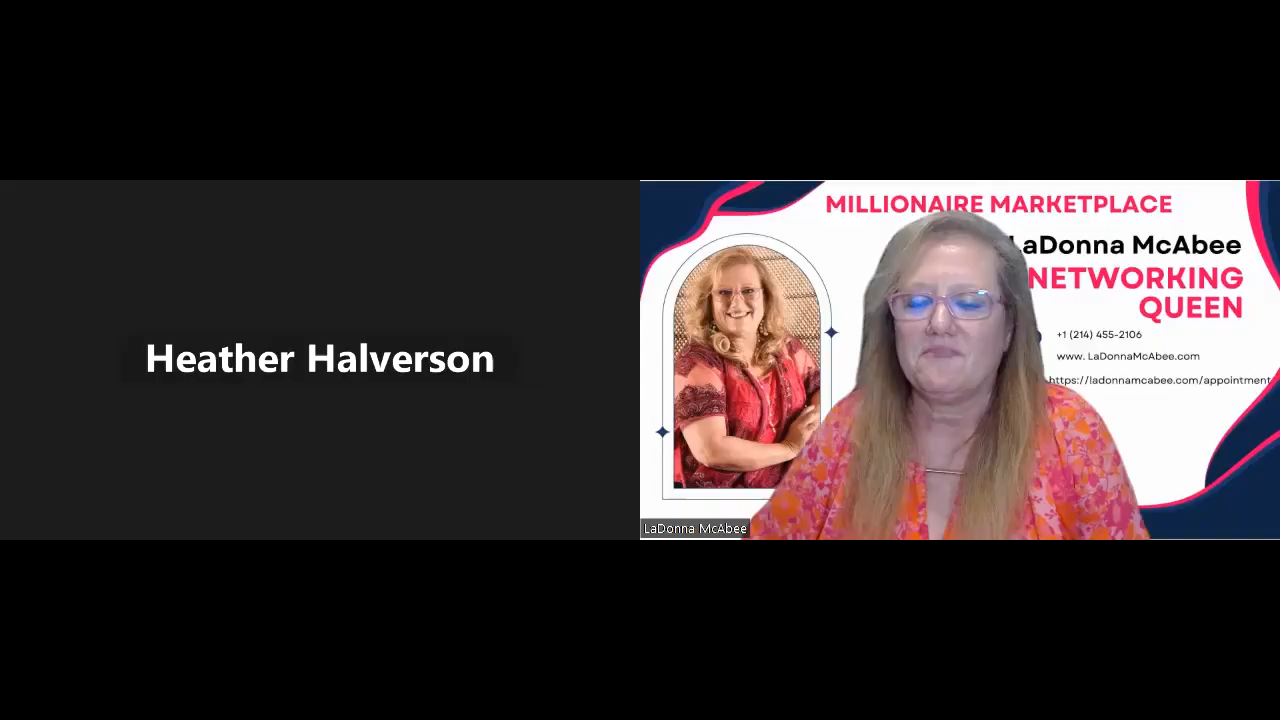 Heather Halverson
MILLIONAIRE MARKETPLACE
LaDonna McAbee
NETWORKING
QUEEN
+1 (214) 455-2106
www. LaDonnaMcAbee.com
https://ladonnamcabee.com/appointment
LaDonna McAbee